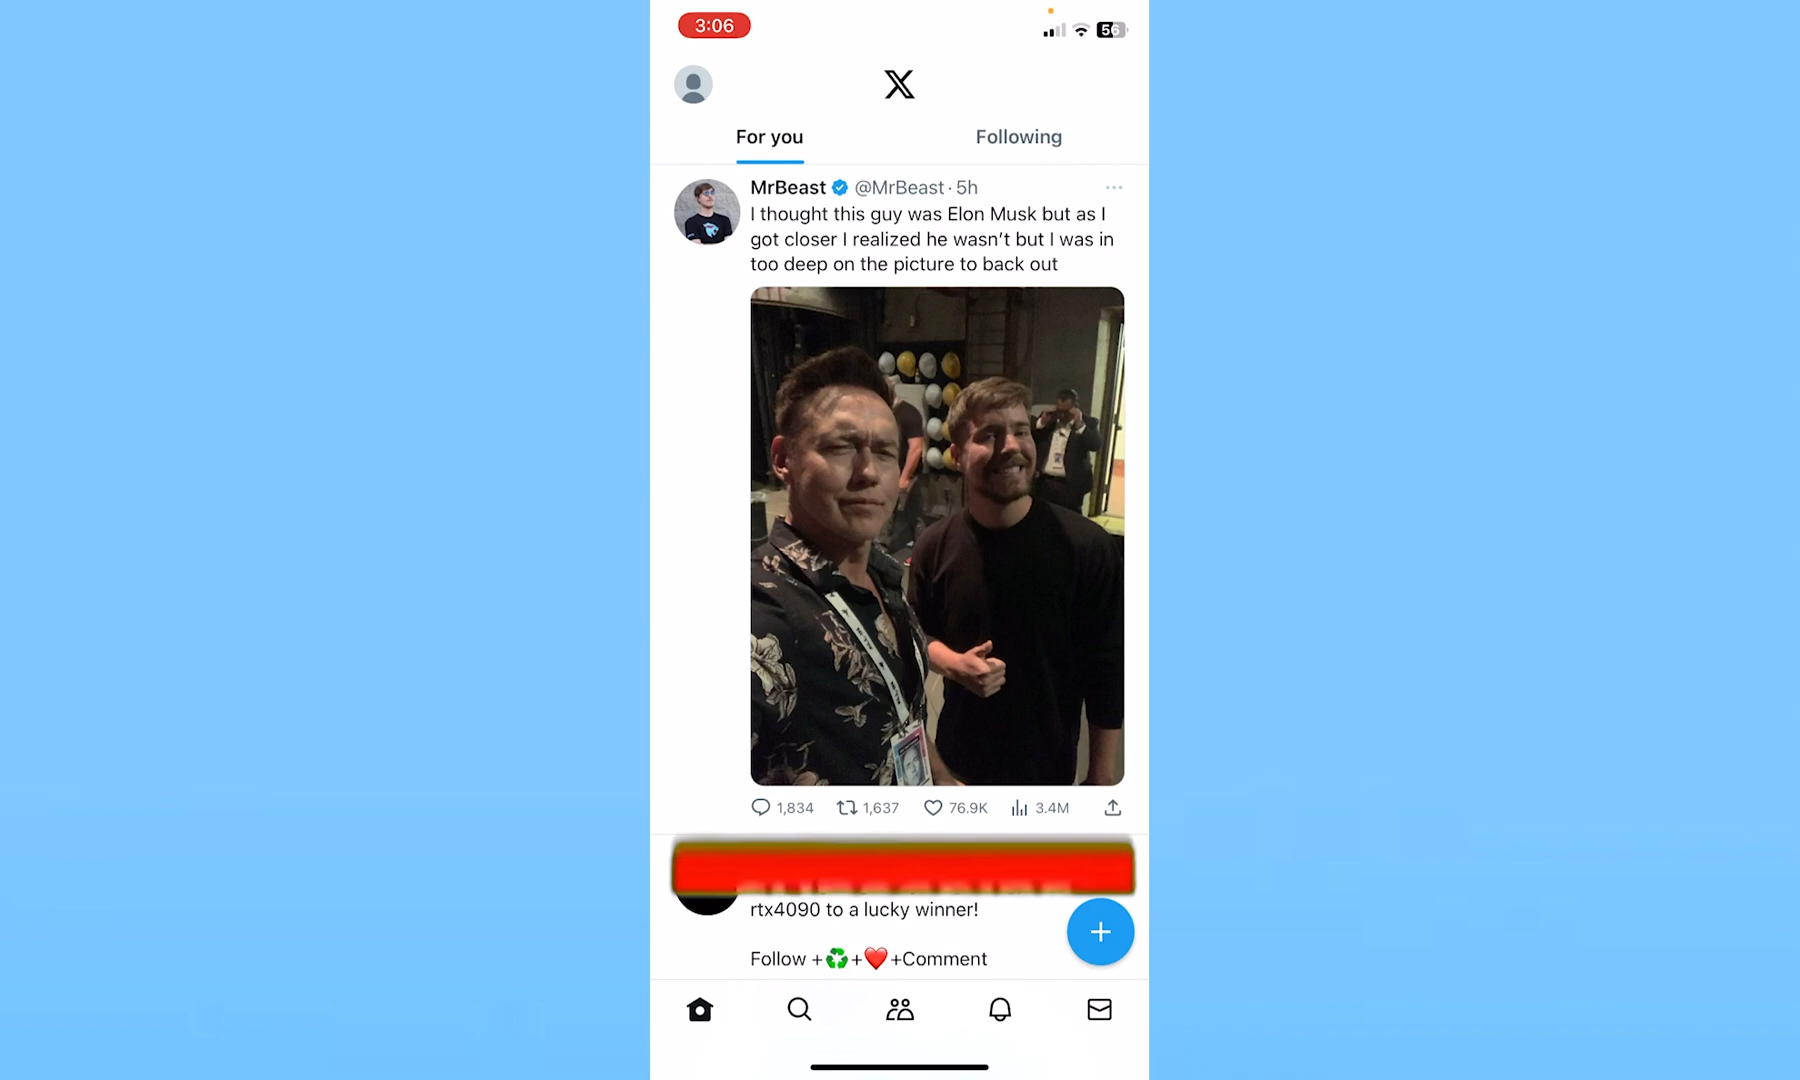 3:06
56
For you
Following
MrBeast @MrBeast · 5h
I thought this guy was Elon Musk but as I
got closer I realized he wasn’t but I was in
too deep on the picture to back out
1,834 1,637 76.9K 3.4M
rtx4090 to a lucky winner!
Follow +♻️+❤️+Comment